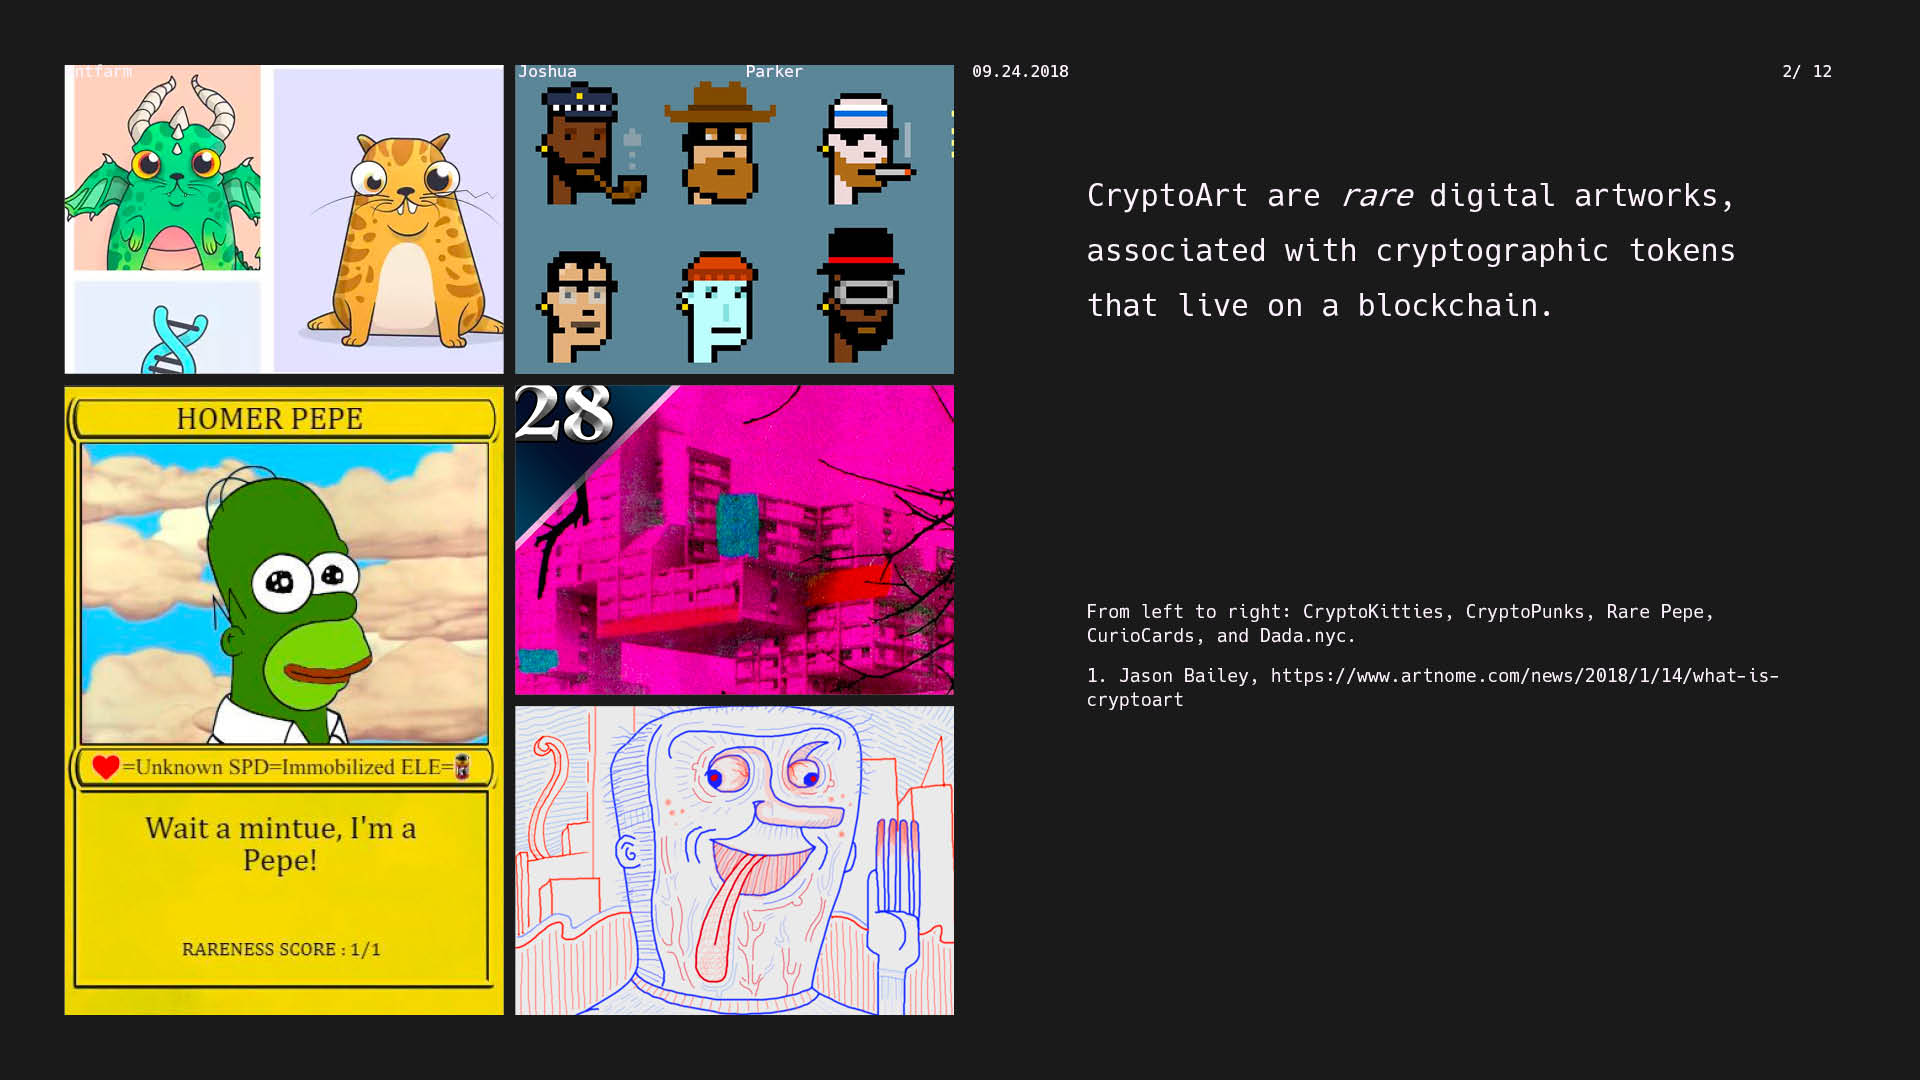 ntfarm Joshua Parker 09.24.2018 2/ 12
28
HOMER PEPE
=Unknown SPD=Immobilized ELE=
Wait a mintue, I'm a
Pepe!
RARENESS SCORE : 1/1
CryptoArt are rare digital artworks,
associated with cryptographic tokens
that live on a blockchain.
From left to right: CryptoKitties, CryptoPunks, Rare Pepe,
CurioCards, and Dada.nyc.
1. Jason Bailey, https://www.artnome.com/news/2018/1/14/what-is-
cryptoart